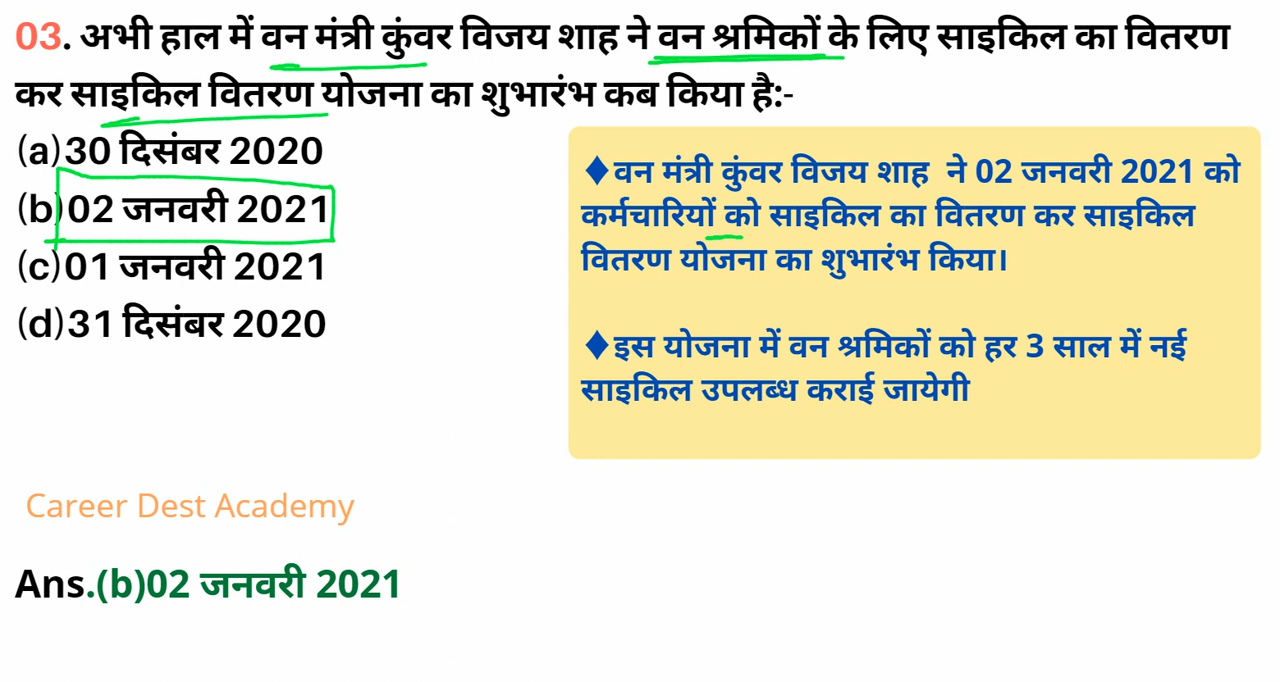 03. अभी हाल में वन मंत्री कुंवर विजय शाह ने वन श्रमिकों के लिए साइकिल का वितरण
कर साइकिल वितरण योजना का शुभारंभ कब किया है:-
(a)30 दिसंबर 2020
(b)02 जनवरी 2021
(c)01 जनवरी 2021
(d)31 दिसंबर 2020
♦वन मंत्री कुंवर विजय शाह ने 02 जनवरी 2021 को
कर्मचारियों को साइकिल का वितरण कर साइकिल
वितरण योजना का शुभारंभ किया।
♦इस योजना में वन श्रमिकों को हर 3 साल में नई
साइकिल उपलब्ध कराई जायेगी
Career Dest Academy
Ans.(b)02 जनवरी 2021